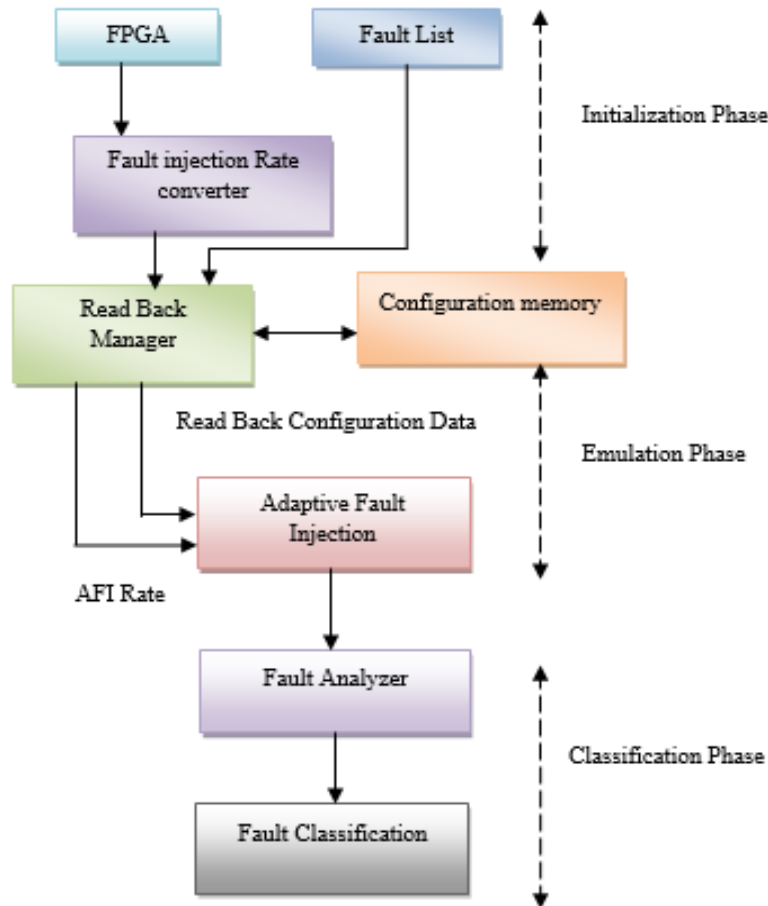 FPGA
Fault List
Initialization Phase
Fault injection Rate
converter
Read Back
Manager
Configuration memory
Read Back Configuration Data
Emulation Phase
Adaptive Fault
Injection
AFI Rate
Fault Analyzer
Classification Phase
Fault Classification